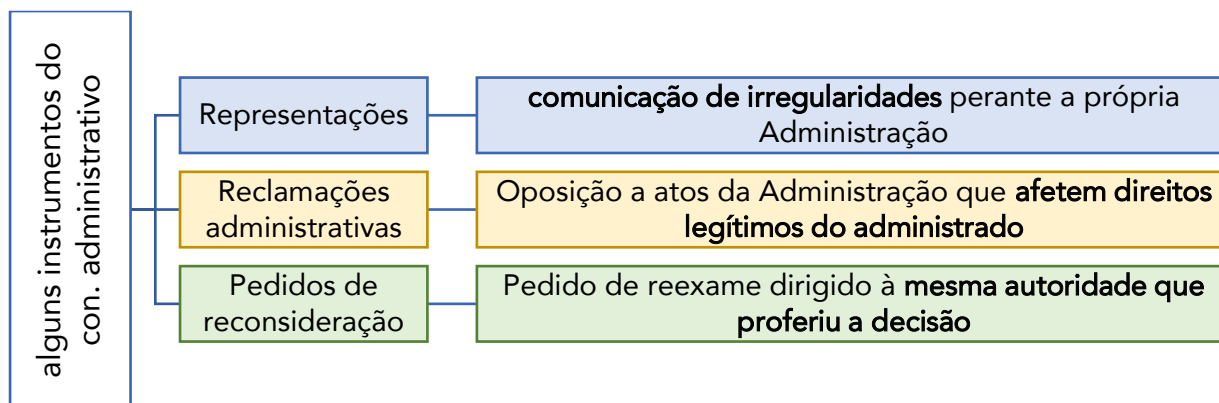 alguns instrumentos do
con. administrativo
Representações
comunicação de irregularidades perante a própria
Administração
Reclamações
administrativas
Oposição a atos da Administração que afetem direitos
legítimos do administrado
Pedidos de
reconsideração
Pedido de reexame dirigido à mesma autoridade que
proferiu a decisão